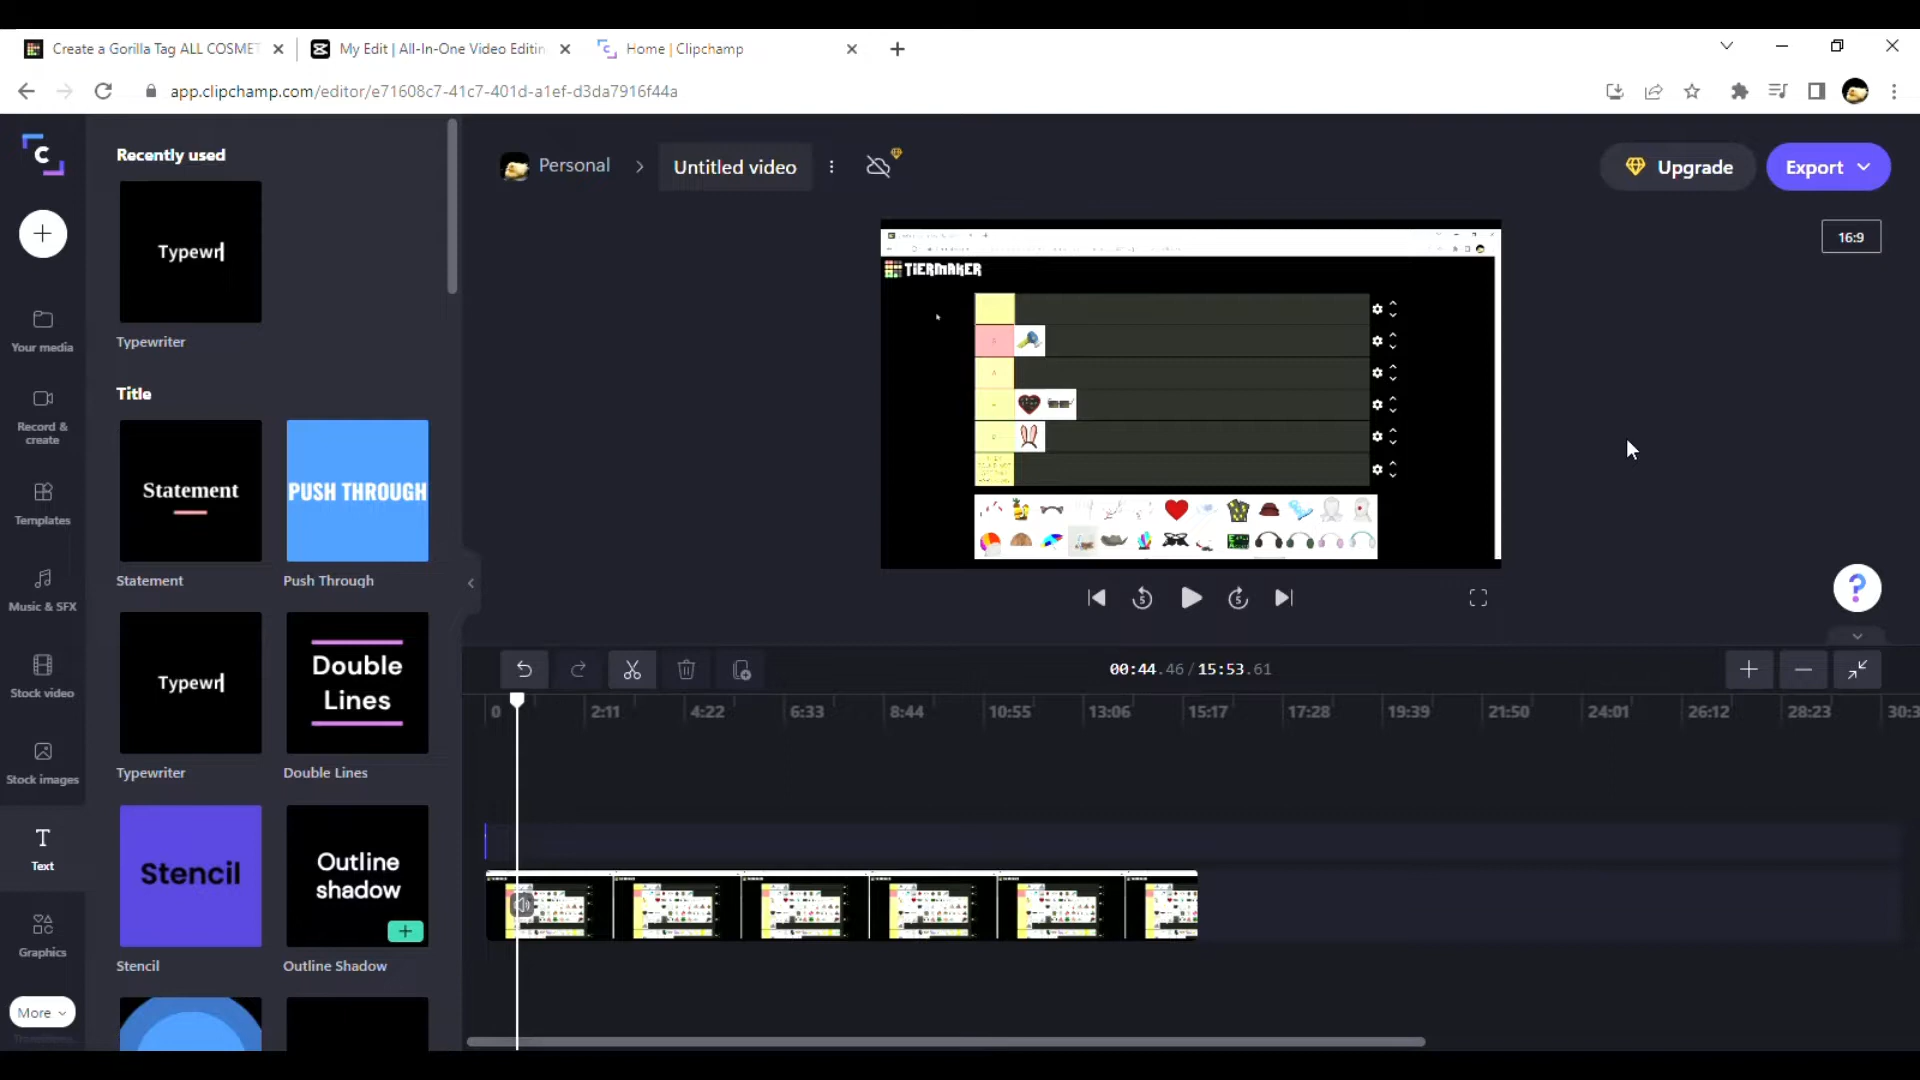 Create a Gorilla Tag ALL COSMET
My Edit | All-In-One Video Editin
Home | Clipchamp
app.clipchamp.com/editor/e71608c7-41c7-401d-a1ef-d3da7916f44a
Recently used
Personal
Untitled video
Upgrade
Export
16:9
Typewr
Typewriter
TIERMAKER
Your media
Title
Record &
create
Statement
PUSH THROUGH
Templates
Statement
Push Through
Music & SFX
5
5
?
Typewr
Double
Lines
Stock video
00:44.46/15:53.61
0
2:11
4:22
6:33
8:44
10:55
13:06
15:17
17:28
19:39
21:50
24:01
26:12
28:23
30:3
Typewriter
Double Lines
Stock images
T
Text
Stencil
Outline
shadow
Stencil
Outline Shadow
Graphics
More